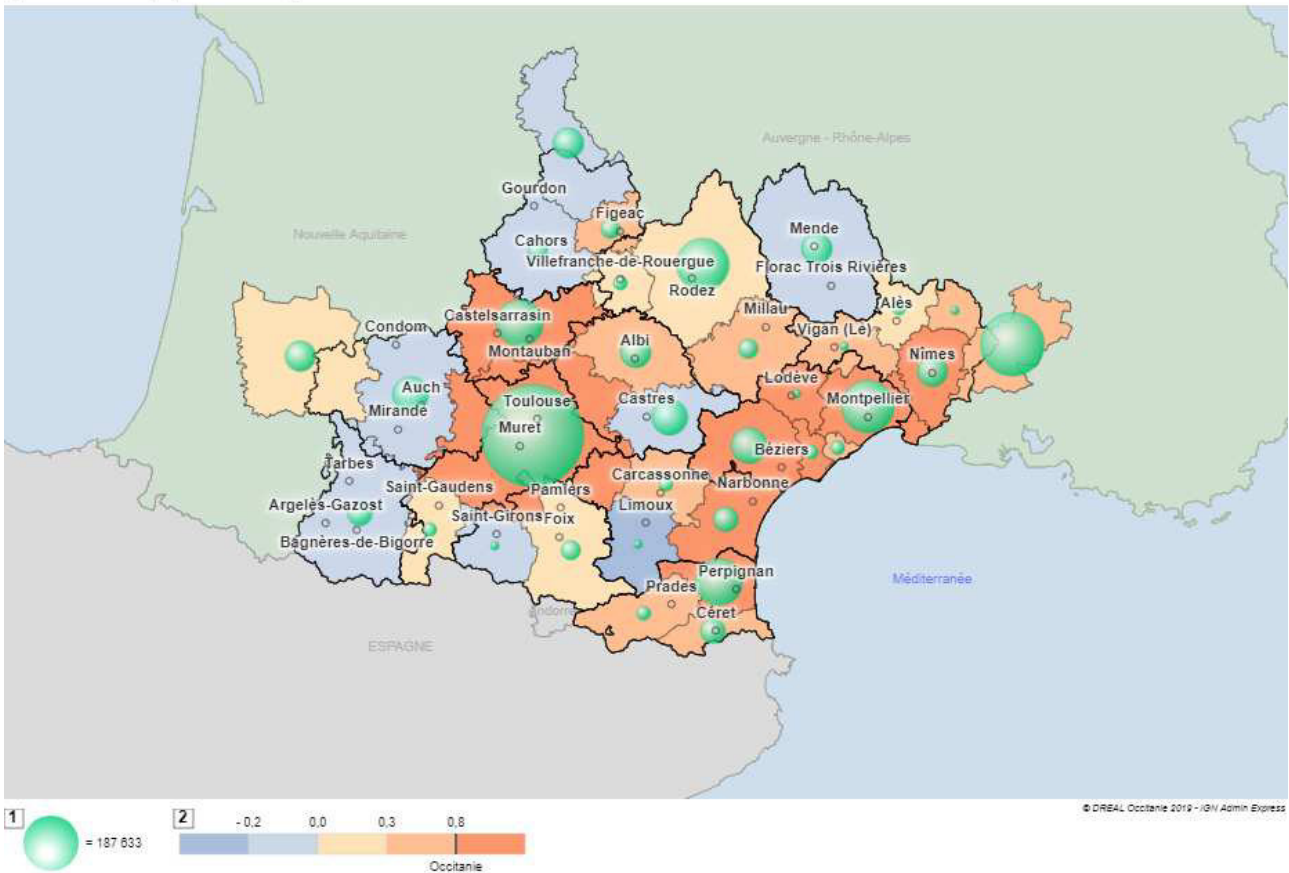 Auvergne - Rhône-Alpes
Gourdon
Figeac
Nouvelle Aquitaine
Mende
Cahors
Villefranche-de-Rouergue
Florac Trois Rivières
Rodez
Castelsarrasin
Millau
Alès
Condom
Vigan (Le)
Albi
Montauban
Nîmes
Lodève
Auch
Toulouse
Castres
Montpellier
Mirande
Muret
Béziers
Tarbes
Carcassonne
Saint-Gaudens
Pamiers
Narbonne
Argelès-Gazost
Limoux
Saint-Girons
Foix
Bagnères-de-Bigorre
Perpignan
Méditerranée
Prades
Andorre
Céret
ESPAGNE
© DREAL Occitanie 2019 - IGN Admin Express
1
= 187 633
2
- 0,2 0,0 0,3 0,8
Occitanie